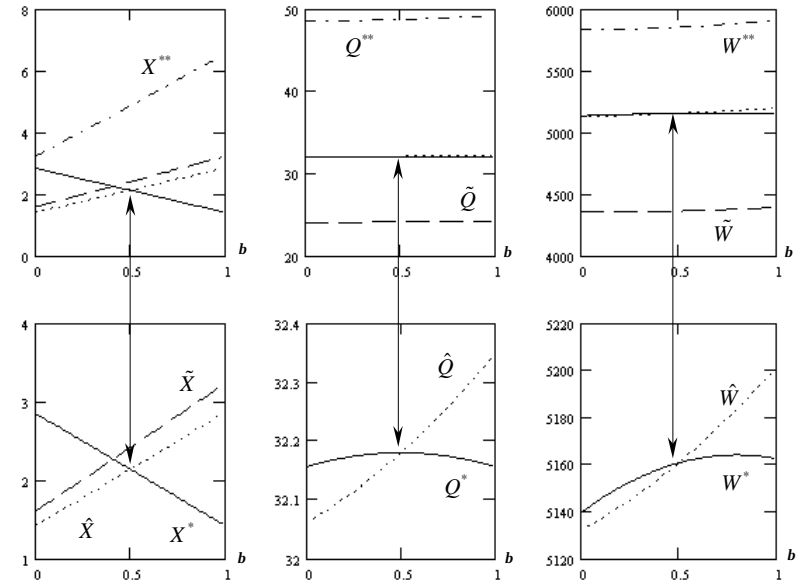 8
6
4
2
0
X**
0 0.5 1
b
50
40
30
20
Q**
Q̃
0 0.5 1
b
6000
5500
5000
4500
4000
W**
W̃
0 0.5 1
b
4
3
2
1
X̃
X̂
X*
0 0.5 1
b
32.4
32.3
32.2
32.1
32
Q̂
Q*
0 0.5 1
b
5220
5200
5180
5160
5140
5120
Ŵ
W*
0 0.5 1
b